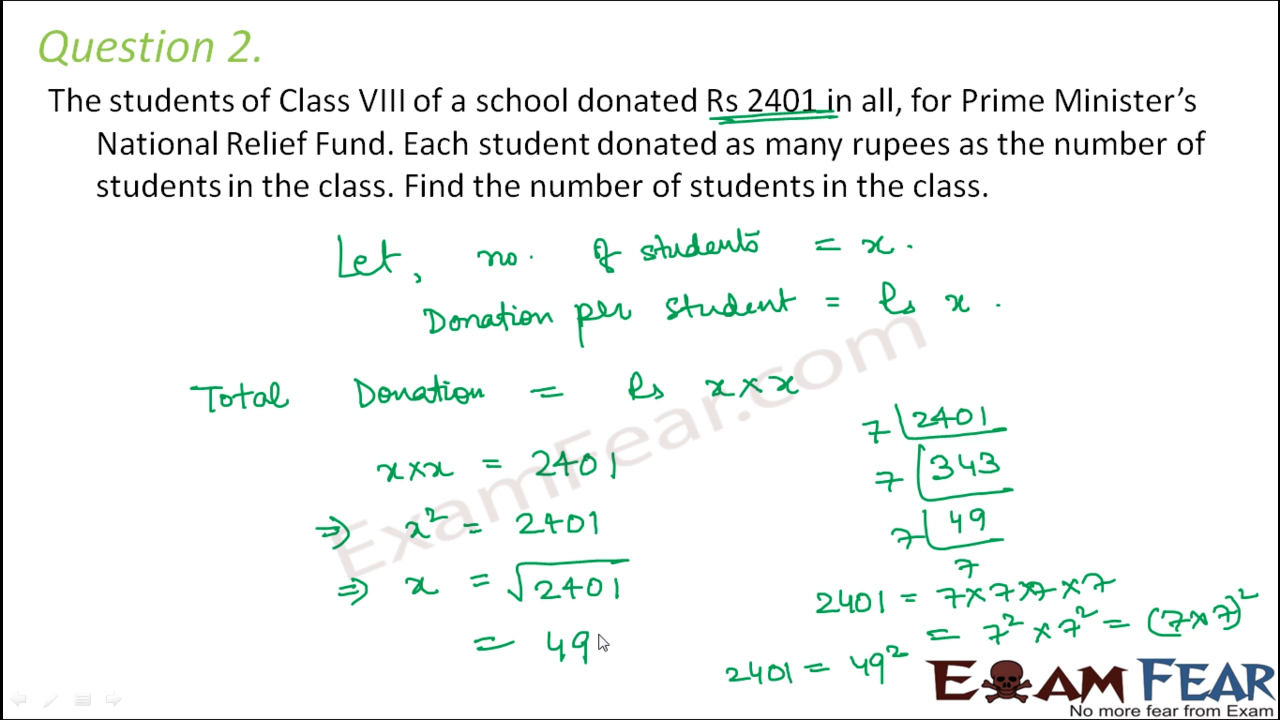 Question 2.
The students of Class VIII of a school donated Rs 2401 in all, for Prime Minister's
National Relief Fund. Each student donated as many rupees as the number of
students in the class. Find the number of students in the class.
Let, no. of students = x.
Donation per student = Rs x.
Total Donation = Rs x×x
x×x = 2401
⇒ x² = 2401
⇒ x = √2401
= 49
7 | 2401
7 | 343
7 | 49
7
2401 = 7×7×7×7
= 7² × 7² = (7×7)²
2401 = 49²
ExamFear.com
EXAM FEAR
No more fear from Exam